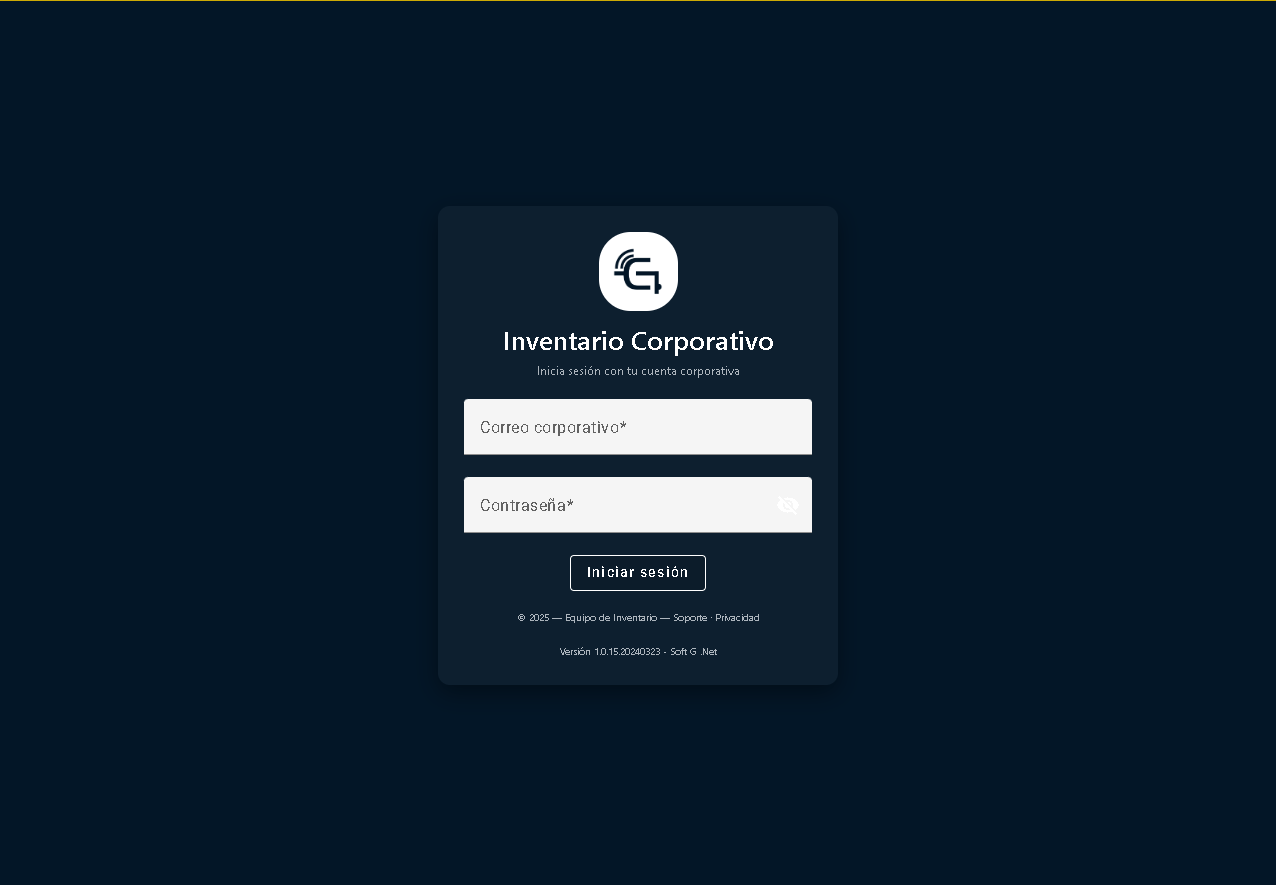 Inventario Corporativo
Inicia sesión con tu cuenta corporativa
Correo corporativo*
Contraseña*
Iniciar sesión
© 2025 — Equipo de Inventario — Soporte · Privacidad
Versión 1.0.15.20240323 - Soft G .Net